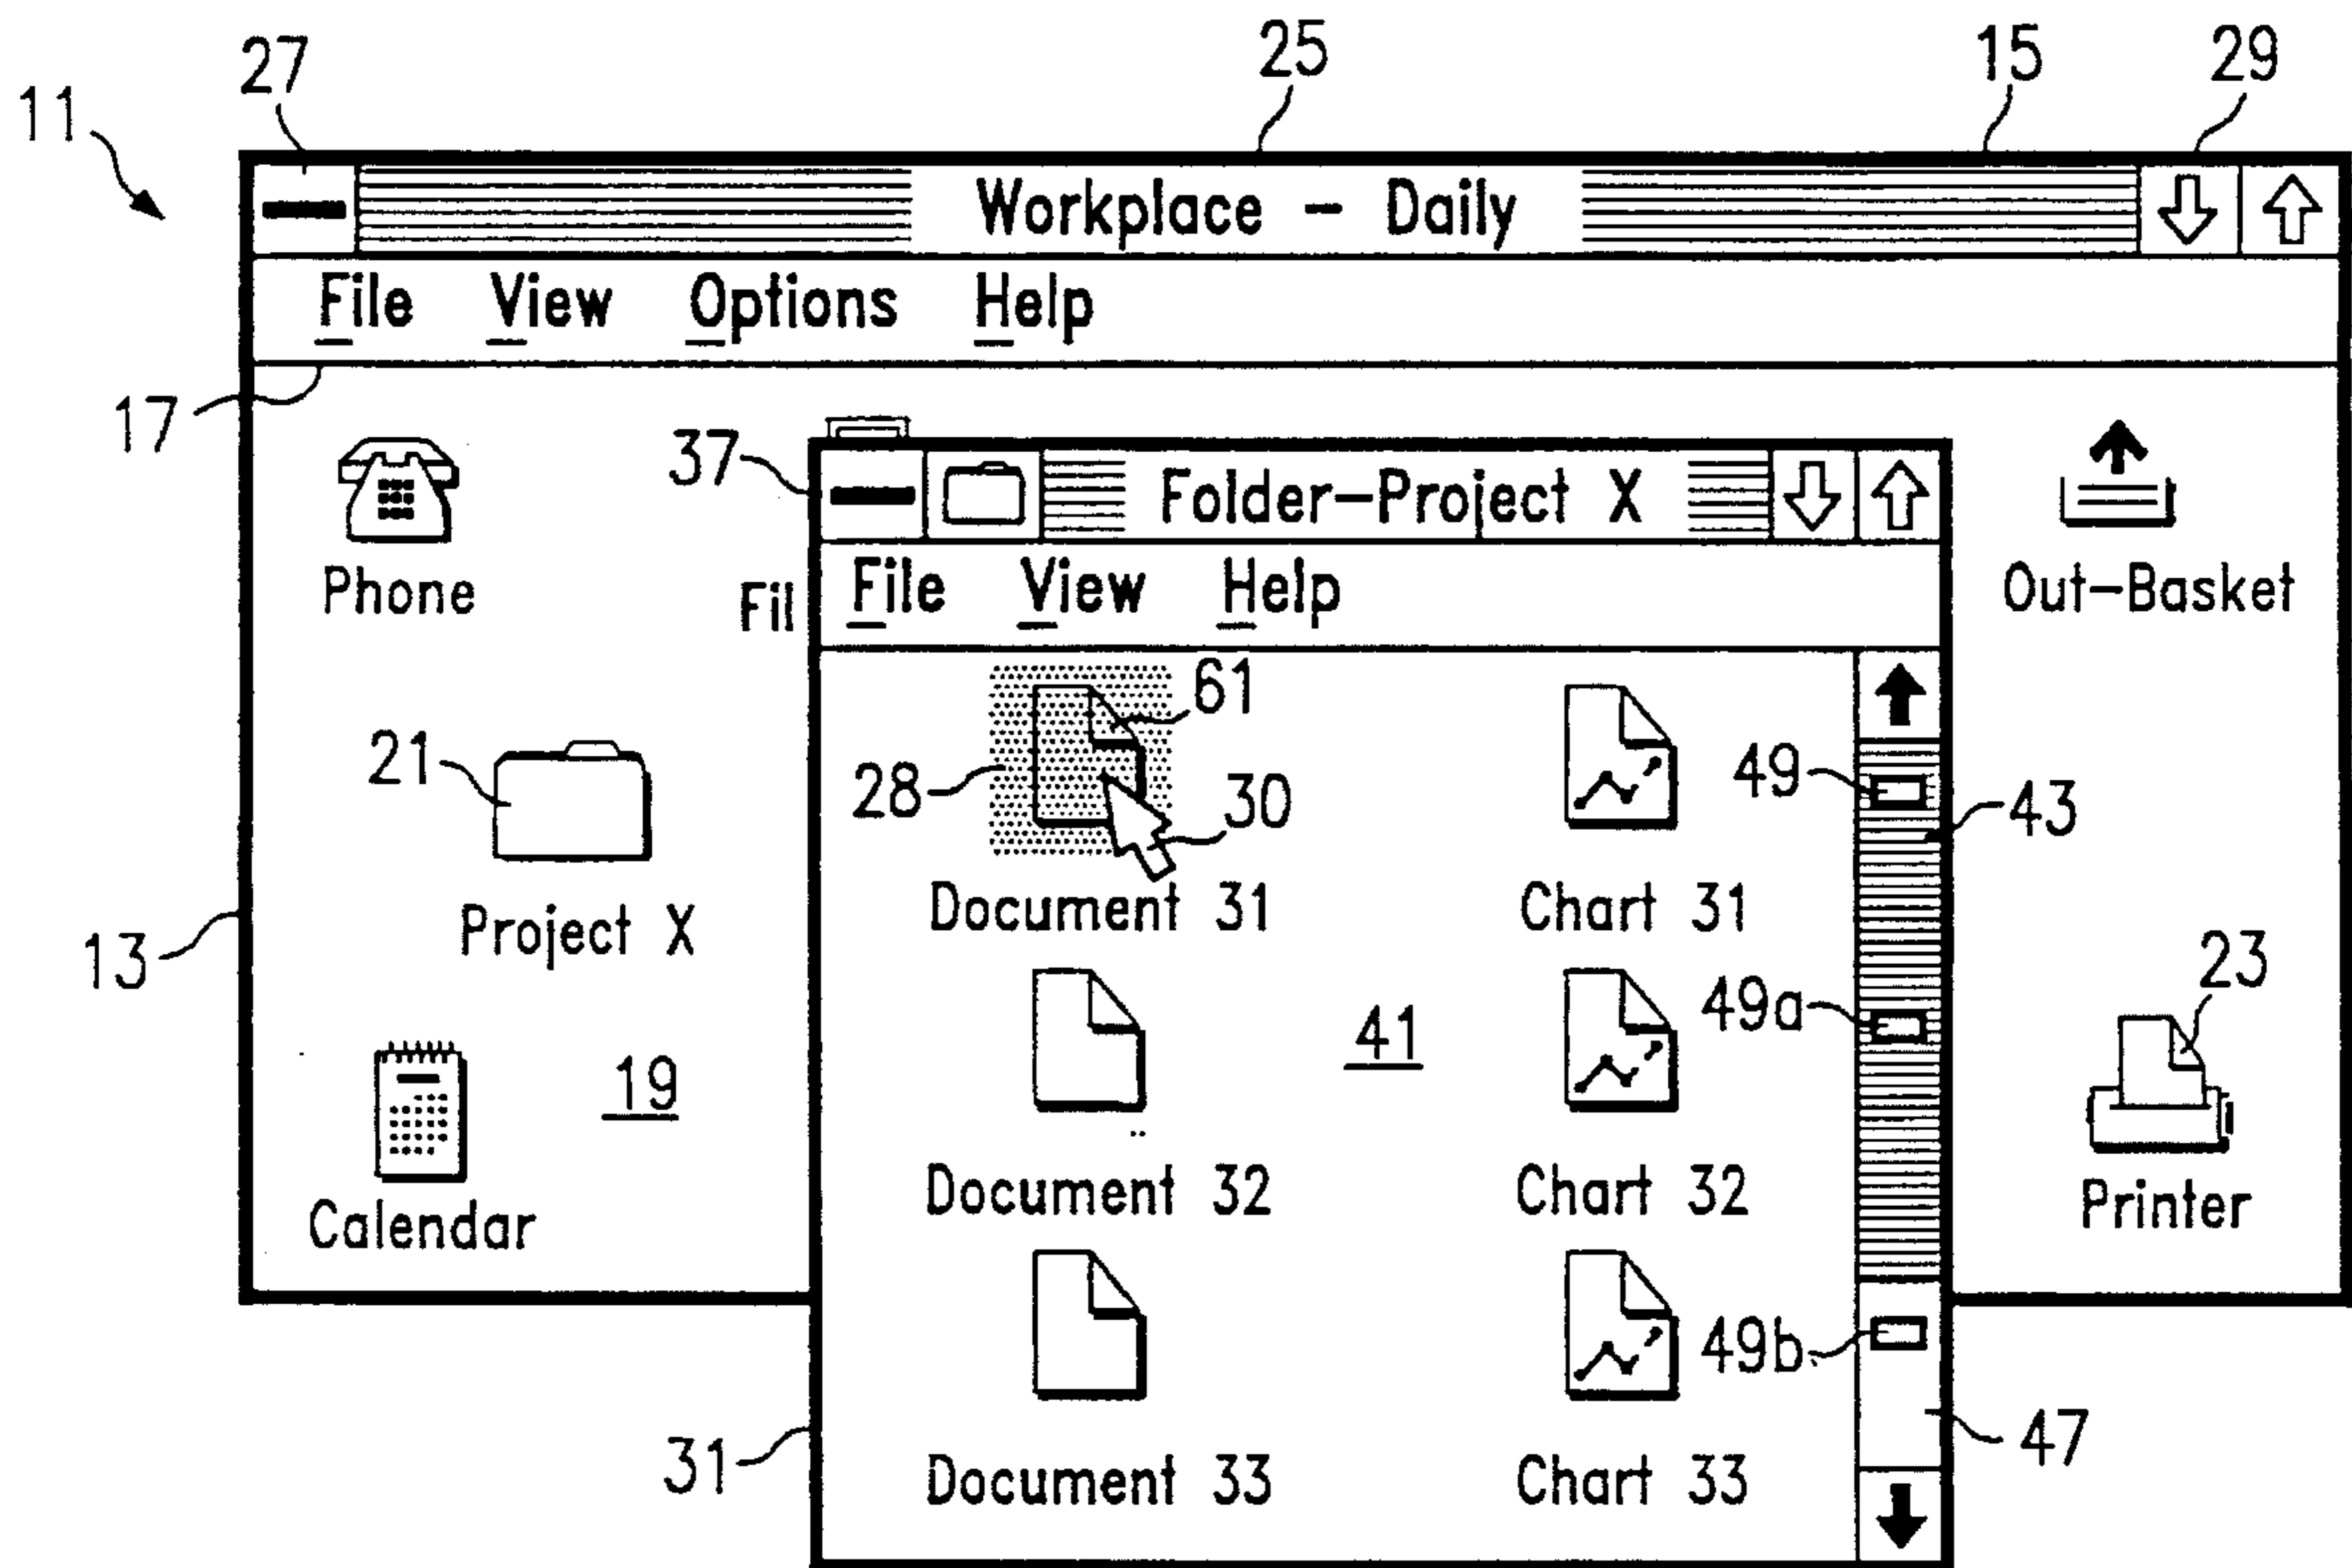 27 25 15 29
11
Workplace - Daily
File View Options Help
17
37 Folder-Project X
Phone Fil File View Help Out-Basket
61
21 28 30 49 43
Project X Document 31 Chart 31
13 23
19 41 49a
Calendar Document 32 Chart 32 Printer
49b
31 47
Document 33 Chart 33